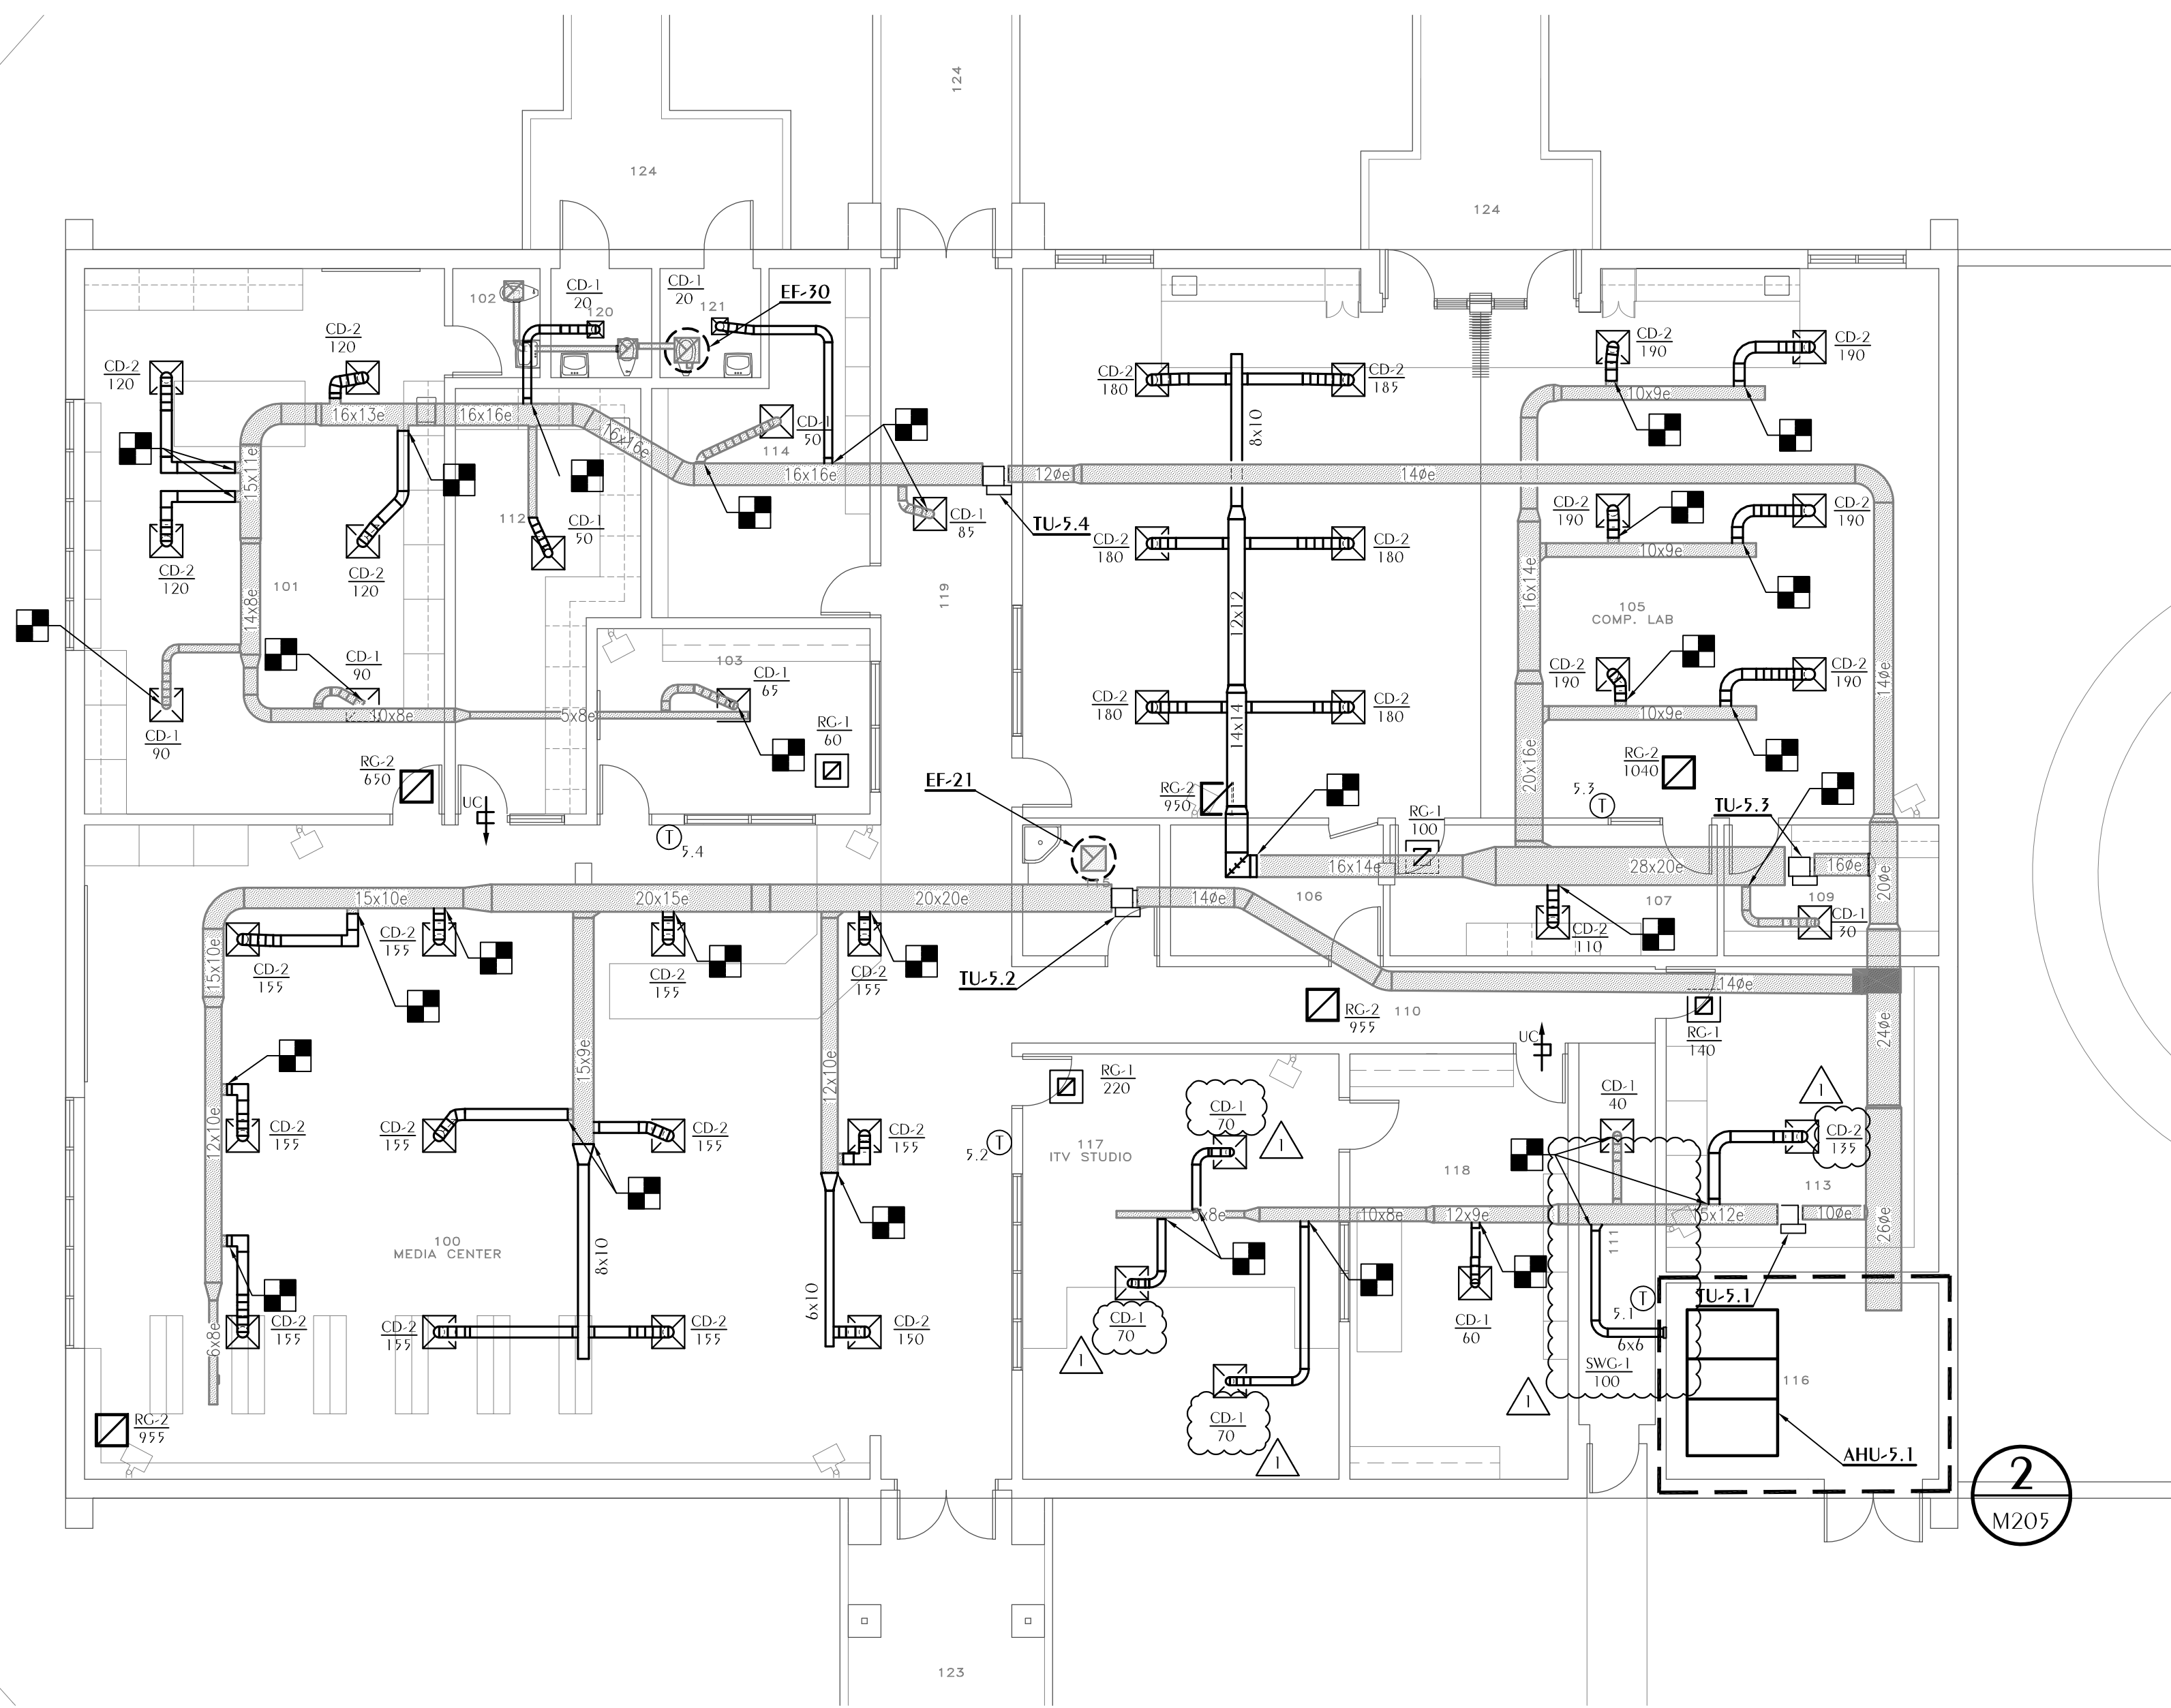 124
124
124
102
CD-1
20
120
CD-1
20
121
EF-30
CD-2
120
CD-2
120
16x13e
16x16e
16x16e
CD-1
50
114
16x16e
15x11e
112
CD-1
50
CD-1
85
TU-5.4
CD-2
120
CD-2
120
101
14x8e
119
CD-1
90
CD-1
90
10x8e
5x8e
103
CD-1
65
RG-1
60
RG-2
650
UC
T
5.4
CD-2
180
CD-2
185
8x10
12øe
14øe
CD-2
180
CD-2
180
12x12
CD-2
180
CD-2
180
14x14
CD-2
190
CD-2
190
10x9e
CD-2
190
CD-2
190
10x9e
16x14e
105
COMP. LAB
CD-2
190
CD-2
190
10x9e
14øe
20x16e
RG-2
1040
5.3
T
TU-5.3
RG-2
950
RG-1
100
EF-21
115
16x14e
28x20e
16øe
20øe
106
107
109
CD-2
110
CD-1
30
15x10e
20x15e
20x20e
14øe
15x10e
CD-2
155
CD-2
155
CD-2
155
CD-2
155
TU-5.2
14øe
RG-2
955
110
RG-1
140
24øe
UC
15x9e
12x10e
12x10e
CD-2
155
CD-2
155
CD-2
155
CD-2
155
5.2
T
RG-1
220
117
ITV STUDIO
CD-1
70
1
118
CD-1
40
1
CD-2
135
113
5x8e
10x8e
12x9e
5x12e
10øe
26øe
111
100
MEDIA CENTER
8x10
6x10
6x8e
CD-2
155
CD-2
155
CD-2
155
CD-2
150
CD-1
70
1
CD-1
60
5.1
T
TU-5.1
6x6
SWG-1
100
116
RG-2
955
CD-1
70
1
1
AHU-5.1
2
M205
123